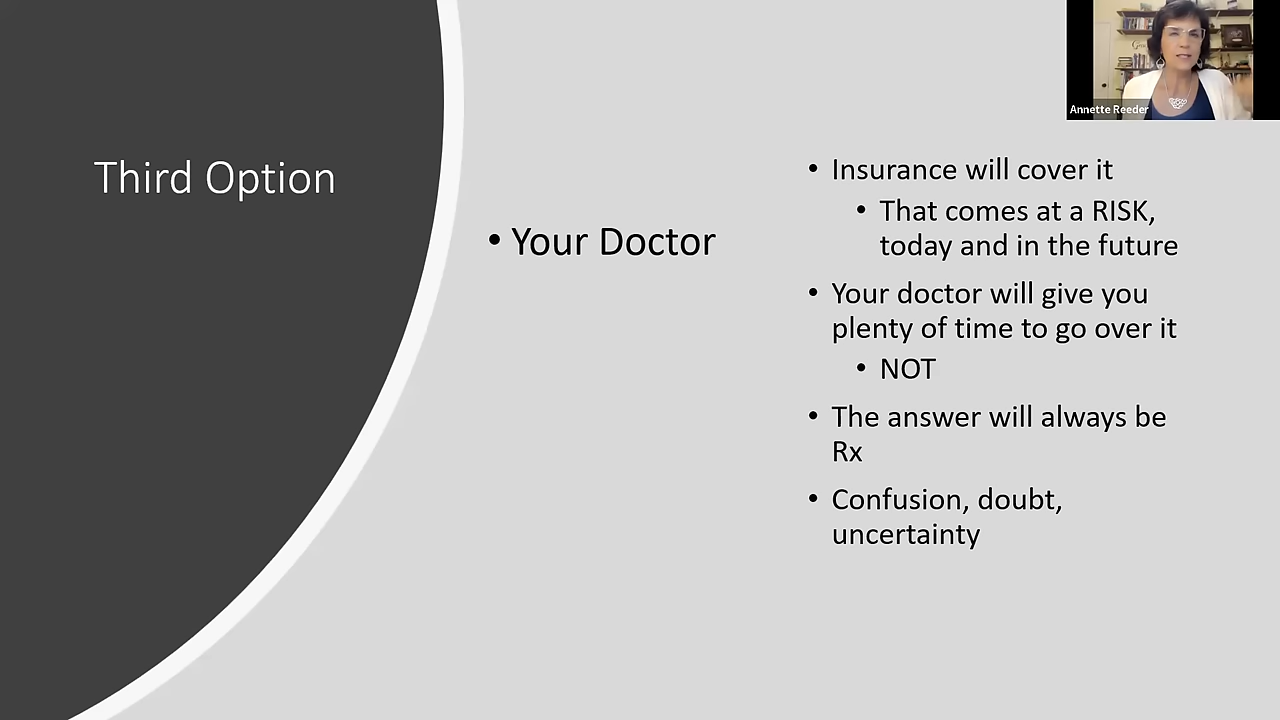 Third Option
• Your Doctor
• Insurance will cover it
• That comes at a RISK,
today and in the future
• Your doctor will give you
plenty of time to go over it
• NOT
• The answer will always be
Rx
• Confusion, doubt,
uncertainty
Annette Reeder